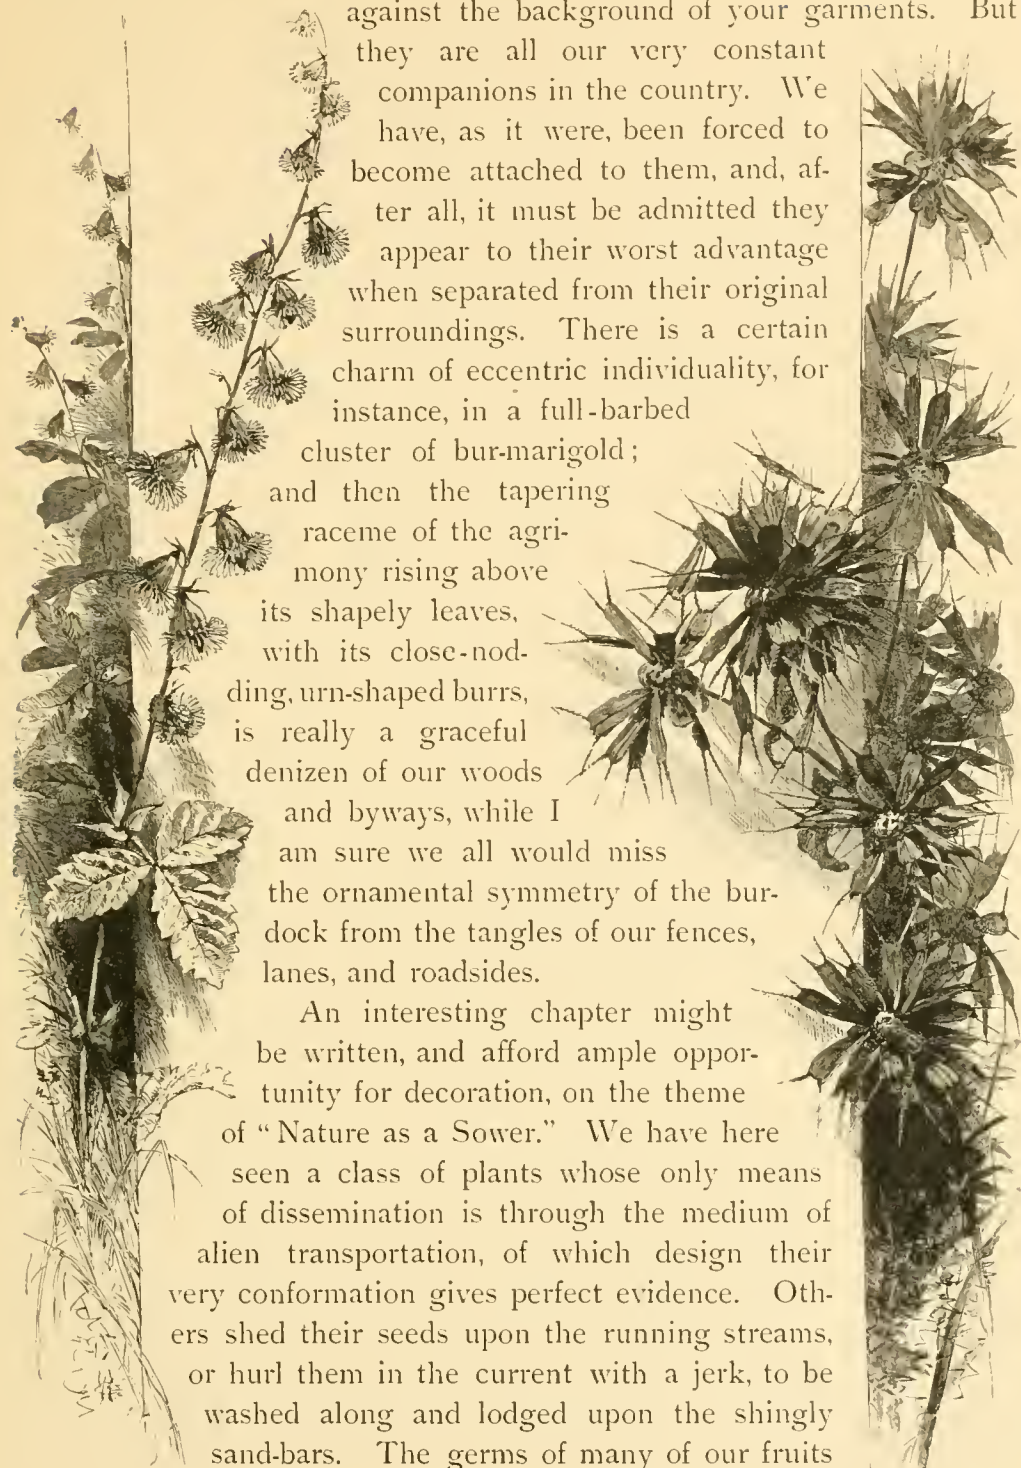 against the background of your garments. But
they are all our very constant
companions in the country. We
have, as it were, been forced to
become attached to them, and, af-
ter all, it must be admitted they
appear to their worst advantage
when separated from their original
surroundings. There is a certain
charm of eccentric individuality, for
instance, in a full-barbed
cluster of bur-marigold;
and then the tapering
raceme of the agri-
mony rising above
its shapely leaves,
with its close-nod-
ding, urn-shaped burrs,
is really a graceful
denizen of our woods
and byways, while I
am sure we all would miss
the ornamental symmetry of the bur-
dock from the tangles of our fences,
lanes, and roadsides.
An interesting chapter might
be written, and afford ample oppor-
tunity for decoration, on the theme
of "Nature as a Sower." We have here
seen a class of plants whose only means
of dissemination is through the medium of
alien transportation, of which design their
very conformation gives perfect evidence. Oth-
ers shed their seeds upon the running streams,
or hurl them in the current with a jerk, to be
washed along and lodged upon the shingly
sand-bars. The germs of many of our fruits